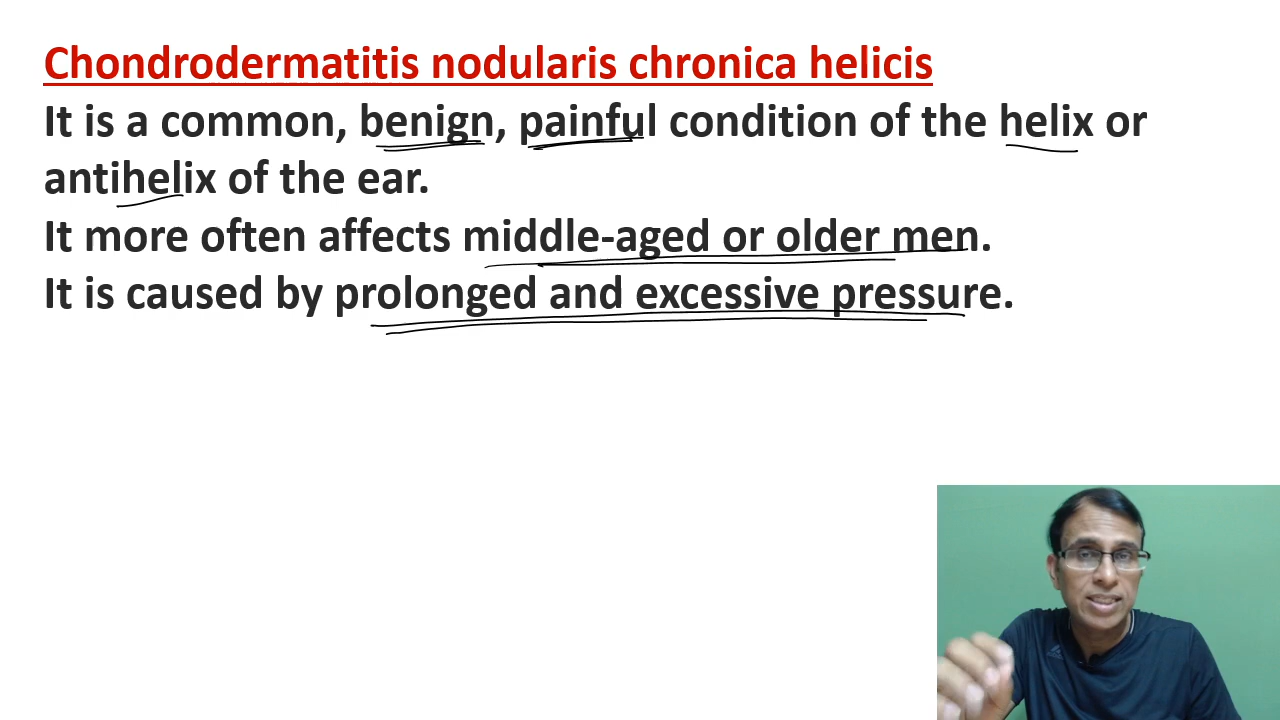 Chondrodermatitis nodularis chronica helicis
It is a common, benign, painful condition of the helix or
antihelix of the ear.
It more often affects middle-aged or older men.
It is caused by prolonged and excessive pressure.